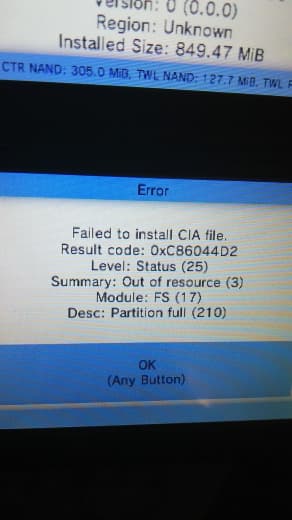 Version: 0 (0.0.0)
Region: Unknown
Installed Size: 849.47 MiB
CTR NAND: 305.0 MiB, TWL NAND: 127.7 MiB, TWL
Error
Failed to install CIA file.
Result code: 0xC86044D2
Level: Status (25)
Summary: Out of resource (3)
Module: FS (17)
Desc: Partition full (210)
OK
(Any Button)